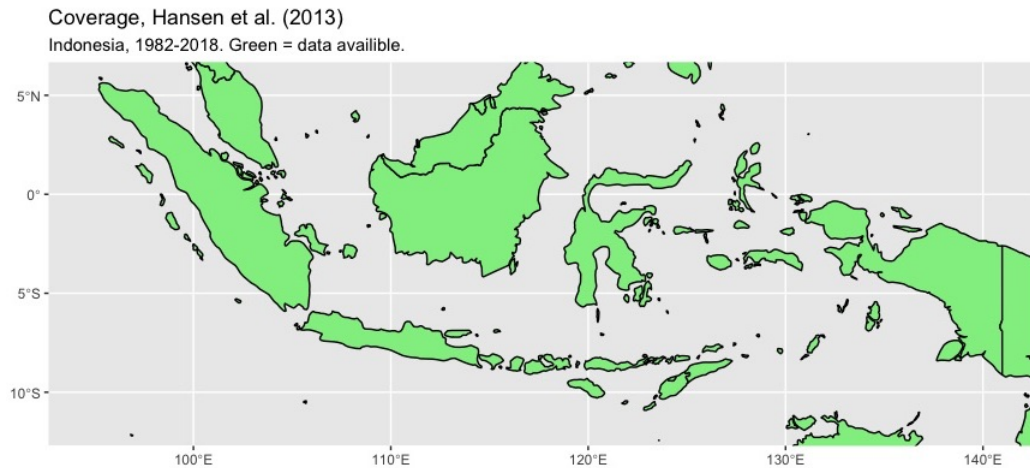 Coverage, Hansen et al. (2013)
Indonesia, 1982-2018. Green = data availible.
5°N
0°
5°S
10°S
100°E 110°E 120°E 130°E 140°E